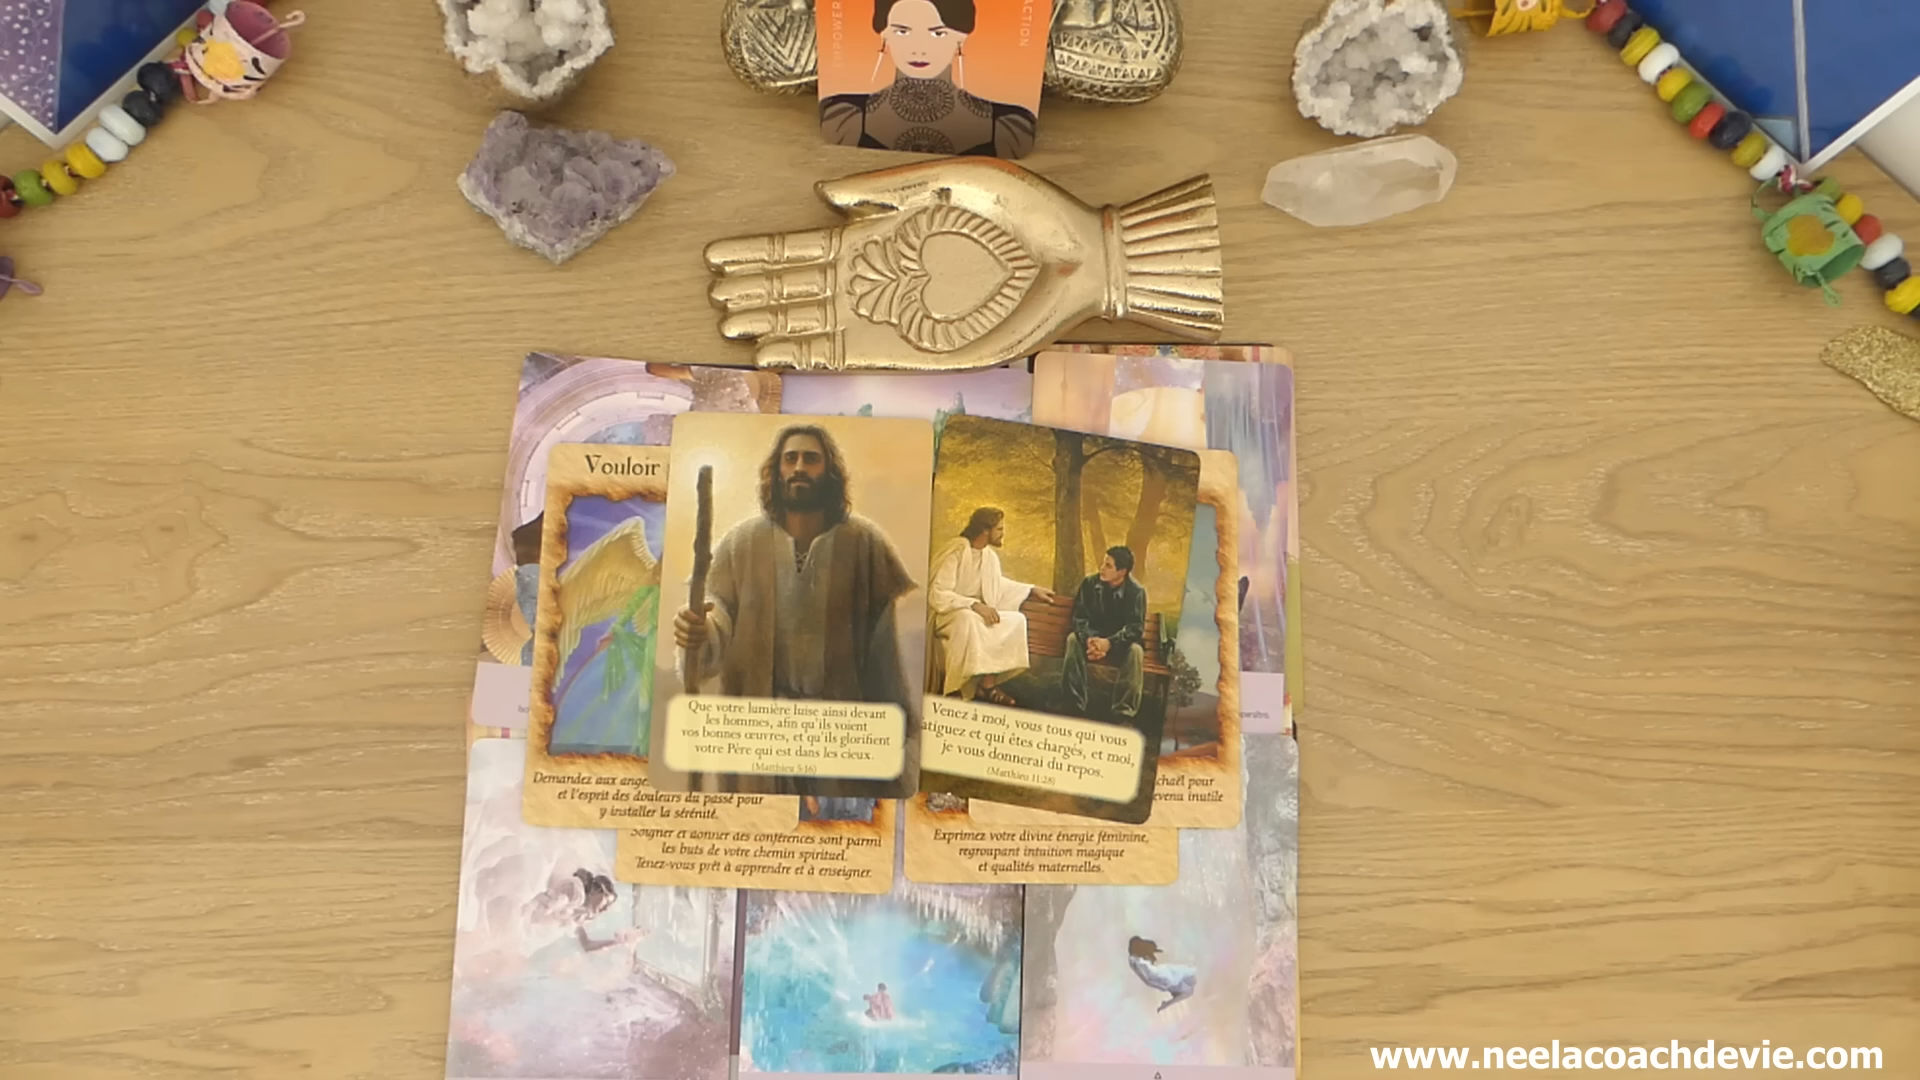 EMPOWER
ACTION
Vouloir
Que votre lumière luise ainsi devant
les hommes, afin qu'ils voient
vos bonnes œuvres, et qu'ils glorifient
votre Père qui est dans les cieux.
(Matthieu 5:16)
Venez à moi, vous tous qui vous
atiguez et qui êtes chargés, et moi,
je vous donnerai du repos.
(Matthieu 11:28)
Demandez aux ange
et l'esprit des douleurs du passé pour
y installer la sérénité.
chaël pour
evenu inutile
Soigner et donner des conférences sont parmi
les buts de votre chemin spirituel.
Tenez-vous prêt à apprendre et à enseigner.
Exprimez votre divine énergie féminine,
regroupant intuition magique
et qualités maternelles.
www.neelacoachdevie.com